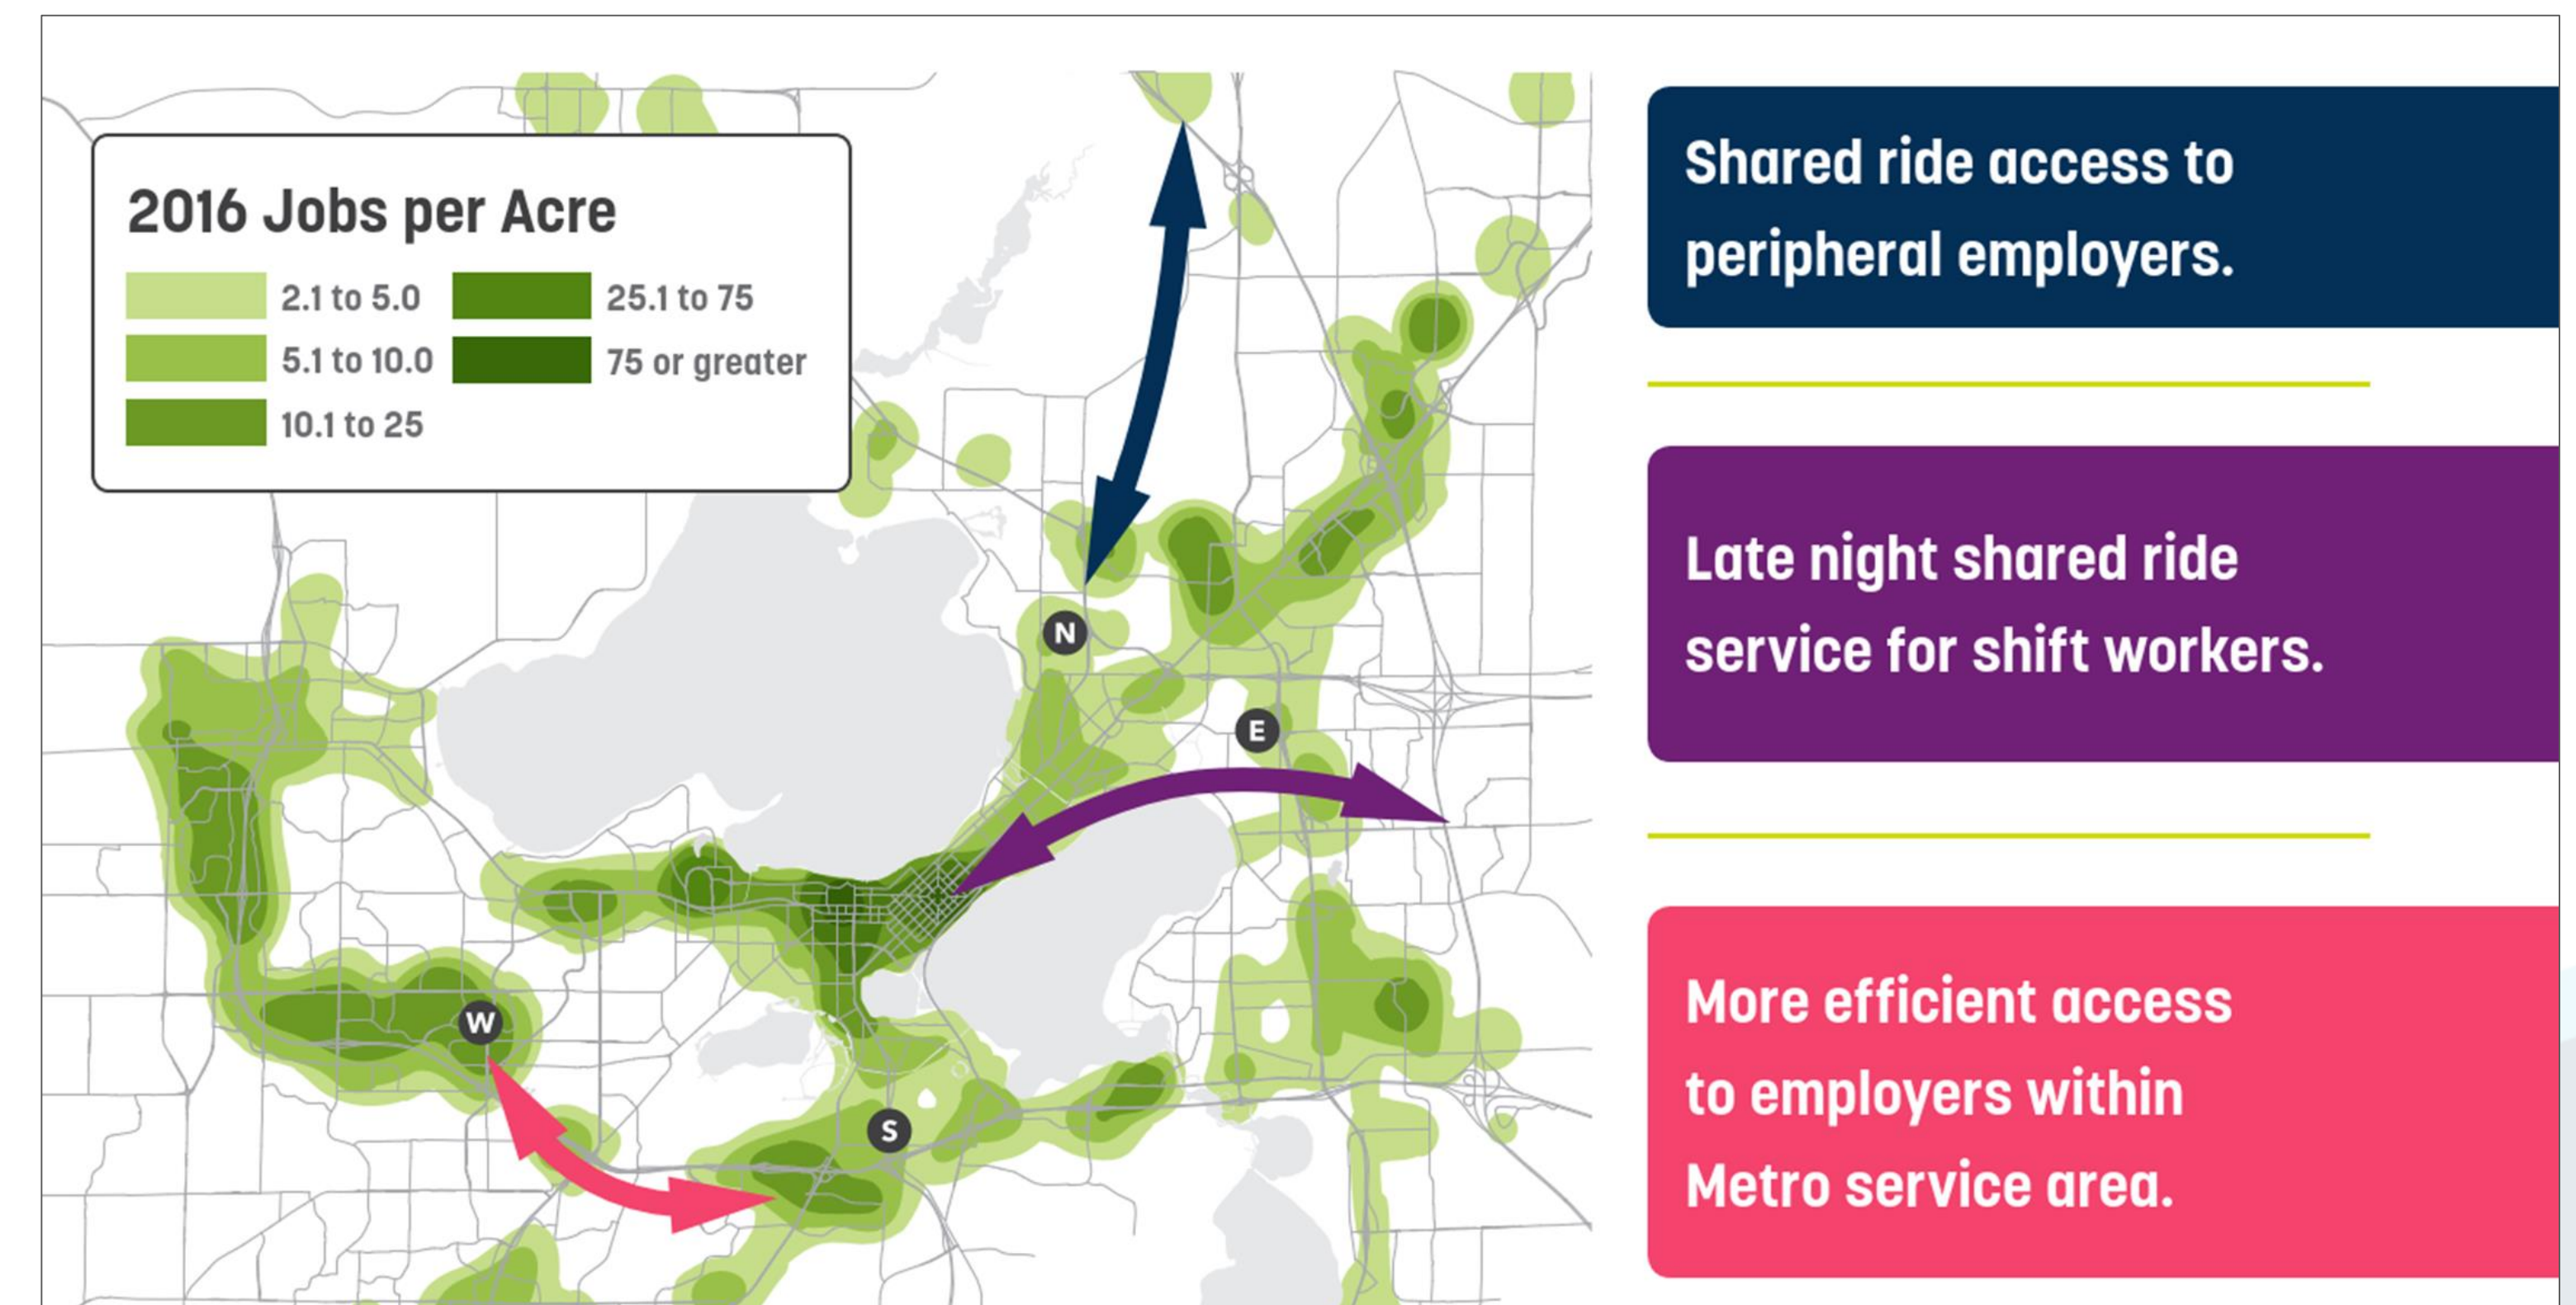 2016 Jobs per Acre
2.1 to 5.0
25.1 to 75
5.1 to 10.0
75 or greater
10.1 to 25
N
E
W
S
Shared ride access to
peripheral employers.
Late night shared ride
service for shift workers.
More efficient access
to employers within
Metro service area.